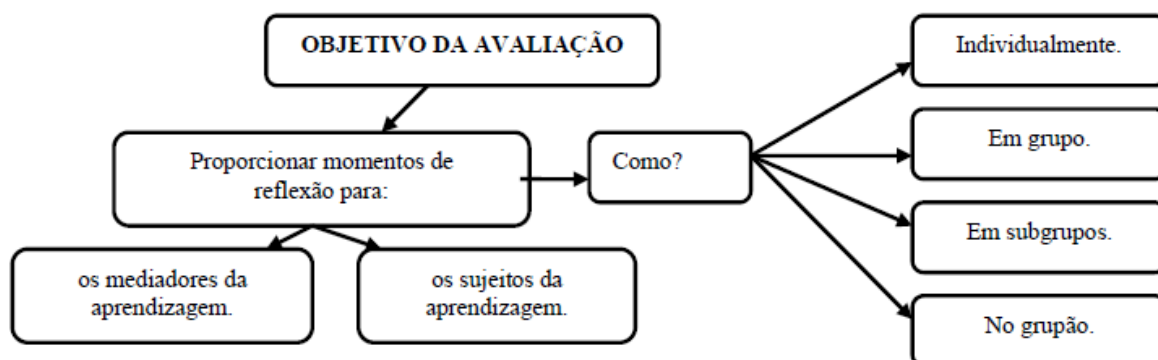 OBJETIVO DA AVALIAÇÃO
Proporcionar momentos de
reflexão para:
os mediadores da
aprendizagem.
os sujeitos da
aprendizagem.
Como?
Individualmente.
Em grupo.
Em subgrupos.
No grupão.